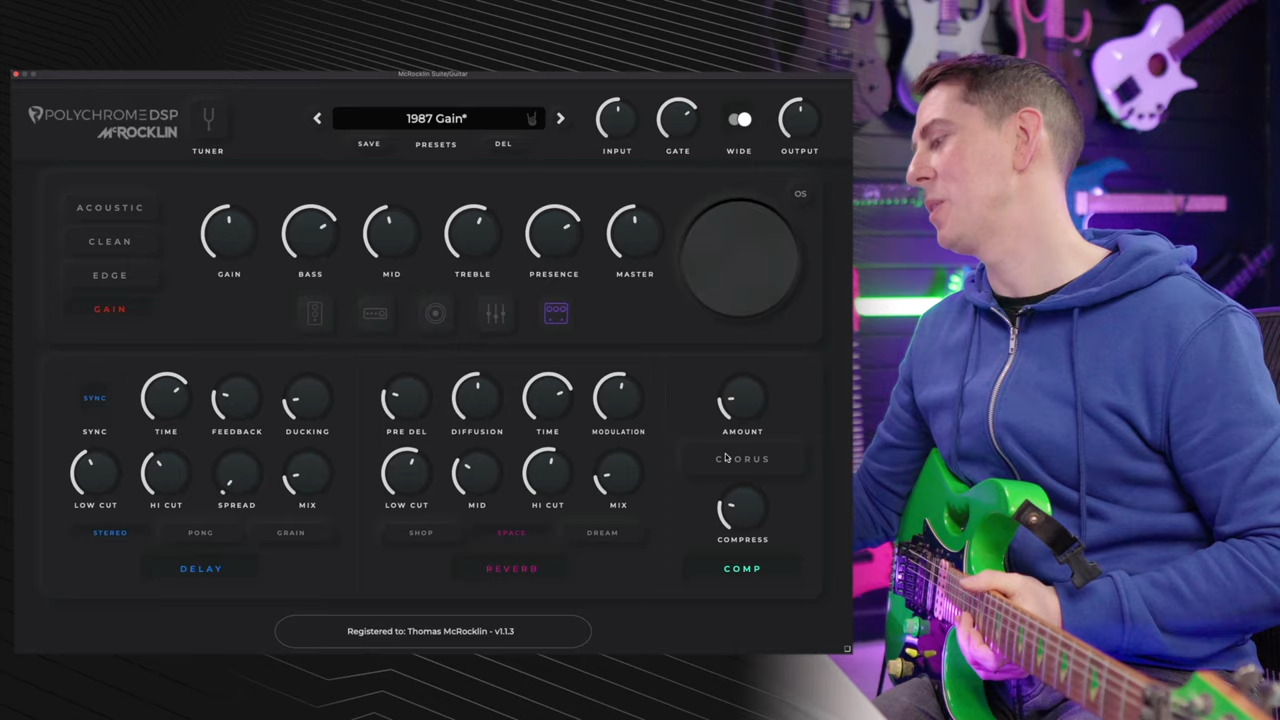 McRocklin Suite/Guitar
POLYCHROMEDSP
McROCKLIN
TUNER
1987 Gain*
SAVE
PRESETS
DEL
INPUT
GATE
WIDE
OUTPUT
OS
ACOUSTIC
CLEAN
EDGE
GAIN
GAIN
BASS
MID
TREBLE
PRESENCE
MASTER
SYNC
SYNC
TIME
FEEDBACK
DUCKING
LOW CUT
HI CUT
SPREAD
MIX
STEREO
PONG
GRAIN
DELAY
PRE DEL
DIFFUSION
TIME
MODULATION
LOW CUT
MID
HI CUT
MIX
SHOP
SPACE
DREAM
REVERB
AMOUNT
CHORUS
COMPRESS
COMP
Registered to: Thomas McRocklin - v1.1.3